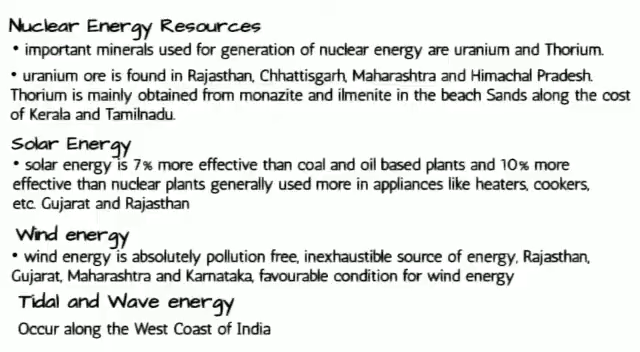 Nuclear Energy Resources
• important minerals used for generation of nuclear energy are uranium and Thorium.
• uranium ore is found in Rajasthan, Chhattisgarh, Maharashtra and Himachal Pradesh.
Thorium is mainly obtained from monazite and ilmenite in the beach Sands along the cost
of Kerala and Tamilnadu.
Solar Energy
• solar energy is 7% more effective than coal and oil based plants and 10% more
effective than nuclear plants generally used more in appliances like heaters, cookers,
etc. Gujarat and Rajasthan
Wind energy
• wind energy is absolutely pollution free, inexhaustible source of energy, Rajasthan,
Gujarat, Maharashtra and Karnataka, favourable condition for wind energy
Tidal and Wave energy
Occur along the West Coast of India